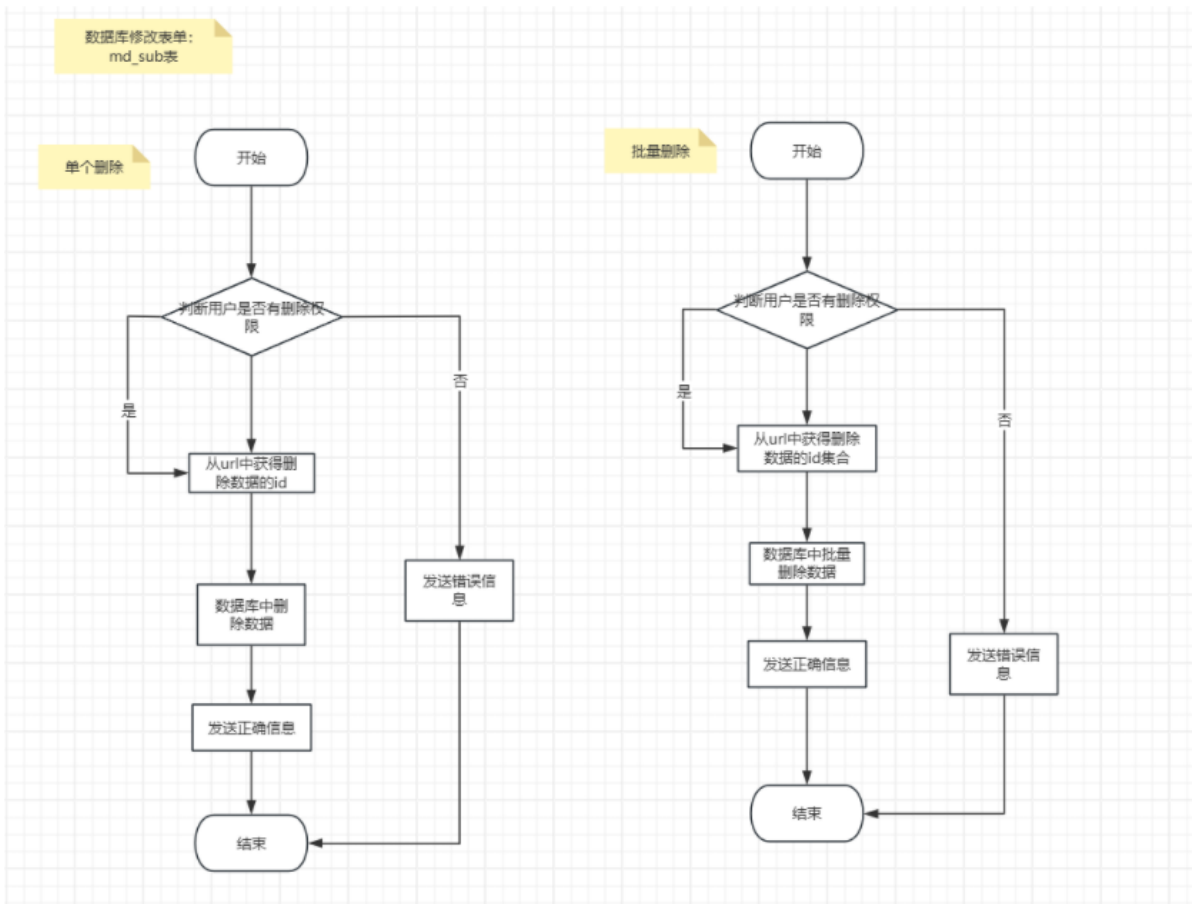 数据库修改表单：
md_sub表
单个删除
开始
判断用户是否有删除权
限
是
否
从url中获得删
除数据的id
数据库中删
除数据
发送错误信
息
发送正确信息
结束
批量删除
开始
判断用户是否有删除权
限
是
否
从url中获得删除
数据的id集合
数据库中批量
删除数据
发送正确信息
发送错误信
息
结束